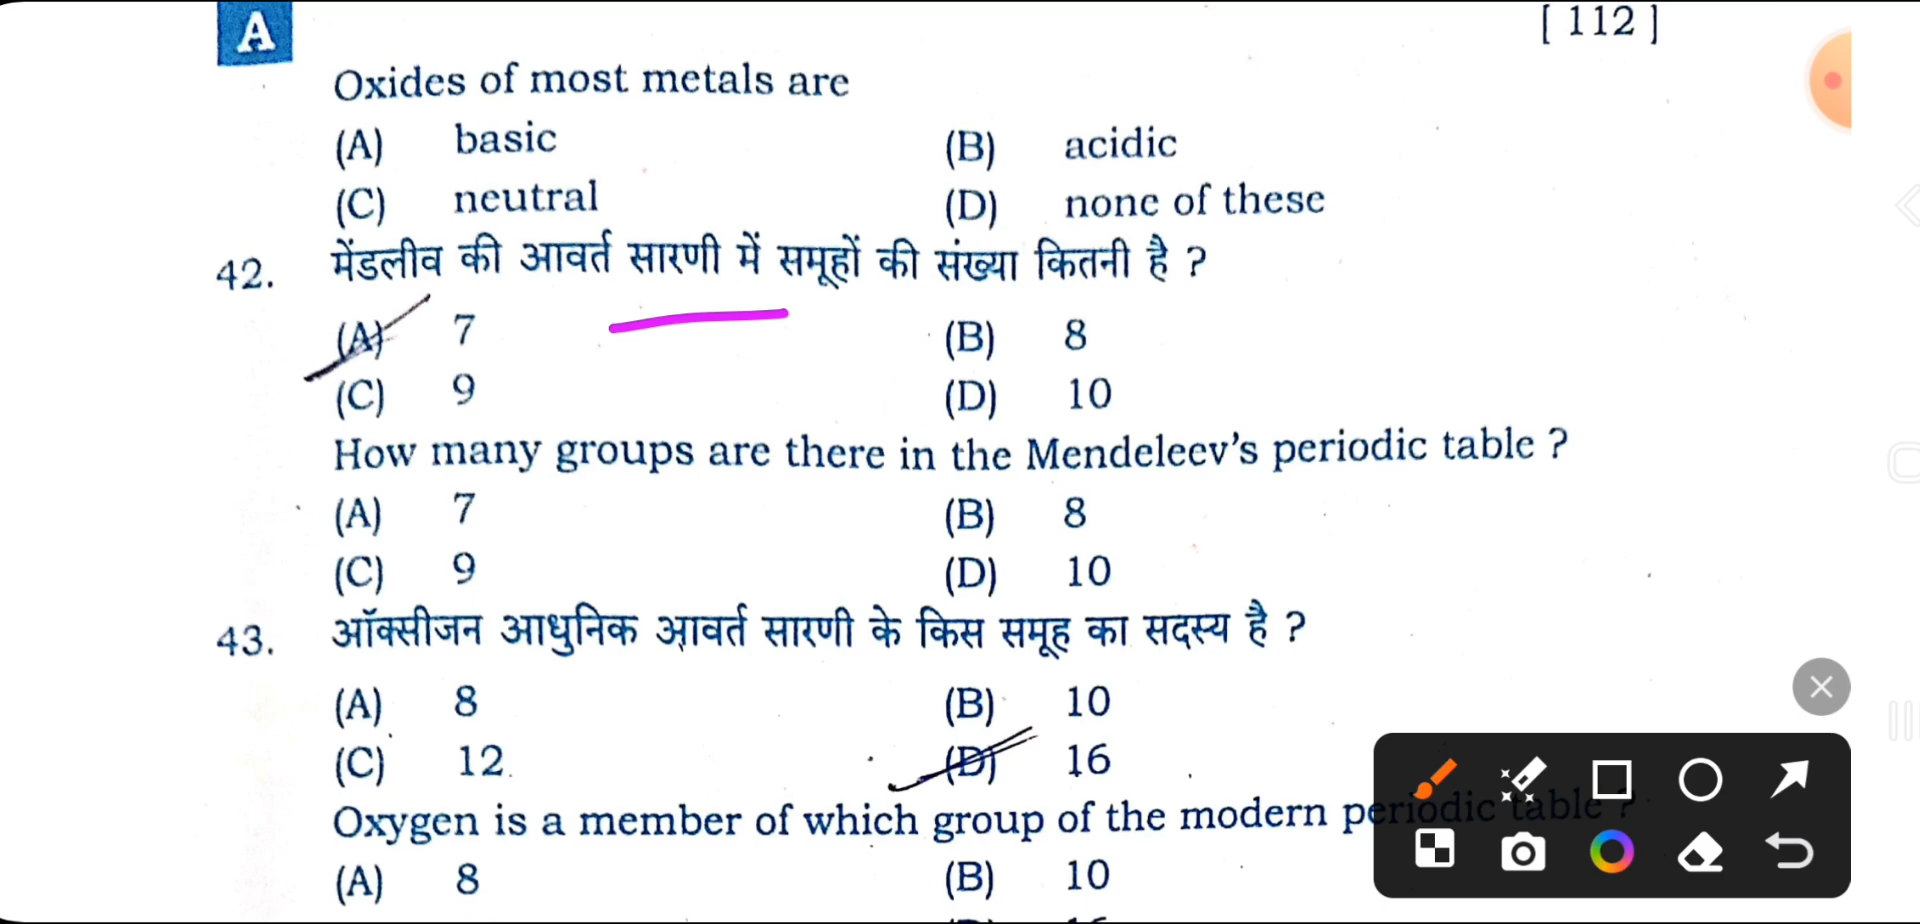 A
[ 112 ]
Oxides of most metals are
(A) basic (B) acidic
(C) neutral (D) none of these
42. मेंडलीव की आवर्त सारणी में समूहों की संख्या कितनी है ?
(A) 7 (B) 8
(C) 9 (D) 10
How many groups are there in the Mendeleev's periodic table ?
(A) 7 (B) 8
(C) 9 (D) 10
43. ऑक्सीजन आधुनिक आवर्त सारणी के किस समूह का सदस्य है ?
(A) 8 (B) 10
(C) 12 (D) 16
Oxygen is a member of which group of the modern periodic table ?
(A) 8 (B) 10